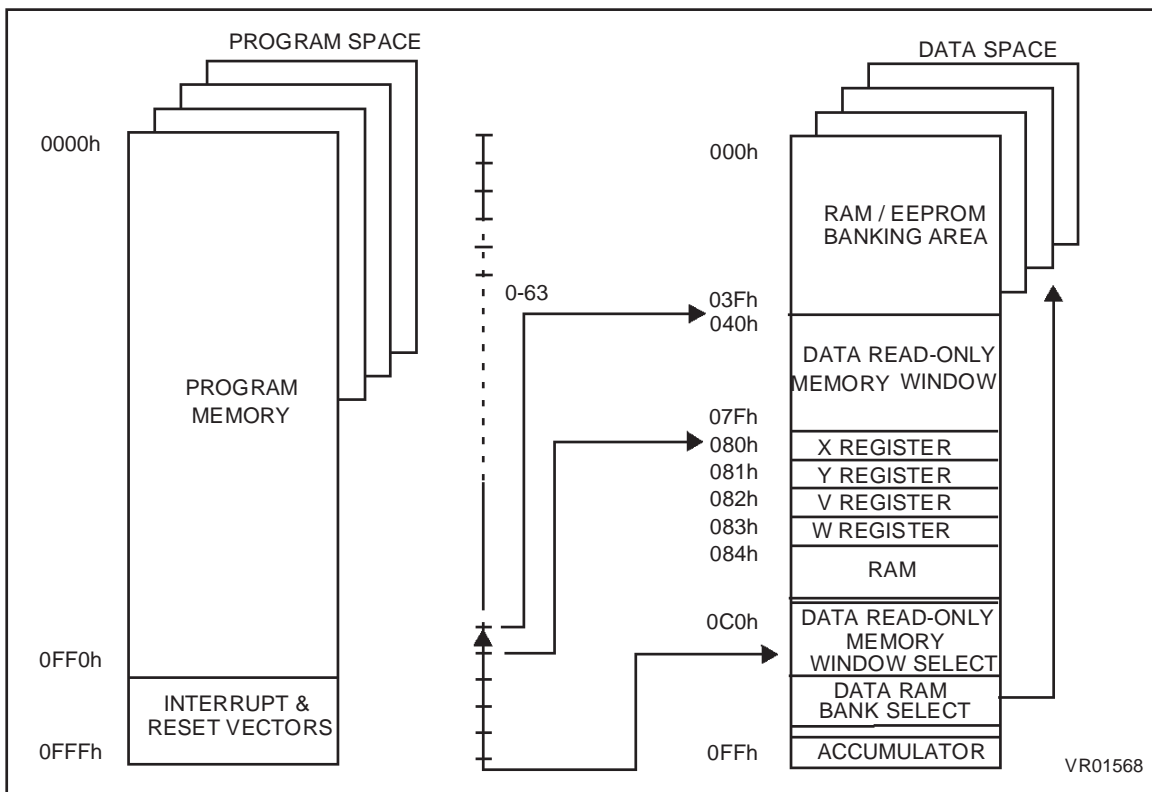 PROGRAM SPACE
0000h
PROGRAM
MEMORY
0FF0h
INTERRUPT &
RESET VECTORS
0FFFh
0-63
DATA SPACE
000h
RAM / EEPROM
BANKING AREA
03Fh
040h
DATA READ-ONLY
MEMORY WINDOW
07Fh
080h
X REGISTER
081h
Y REGISTER
082h
V REGISTER
083h
W REGISTER
084h
RAM
0C0h
DATA READ-ONLY
MEMORY
WINDOW SELECT
DATA RAM
BANK SELECT
0FFh
ACCUMULATOR
VR01568